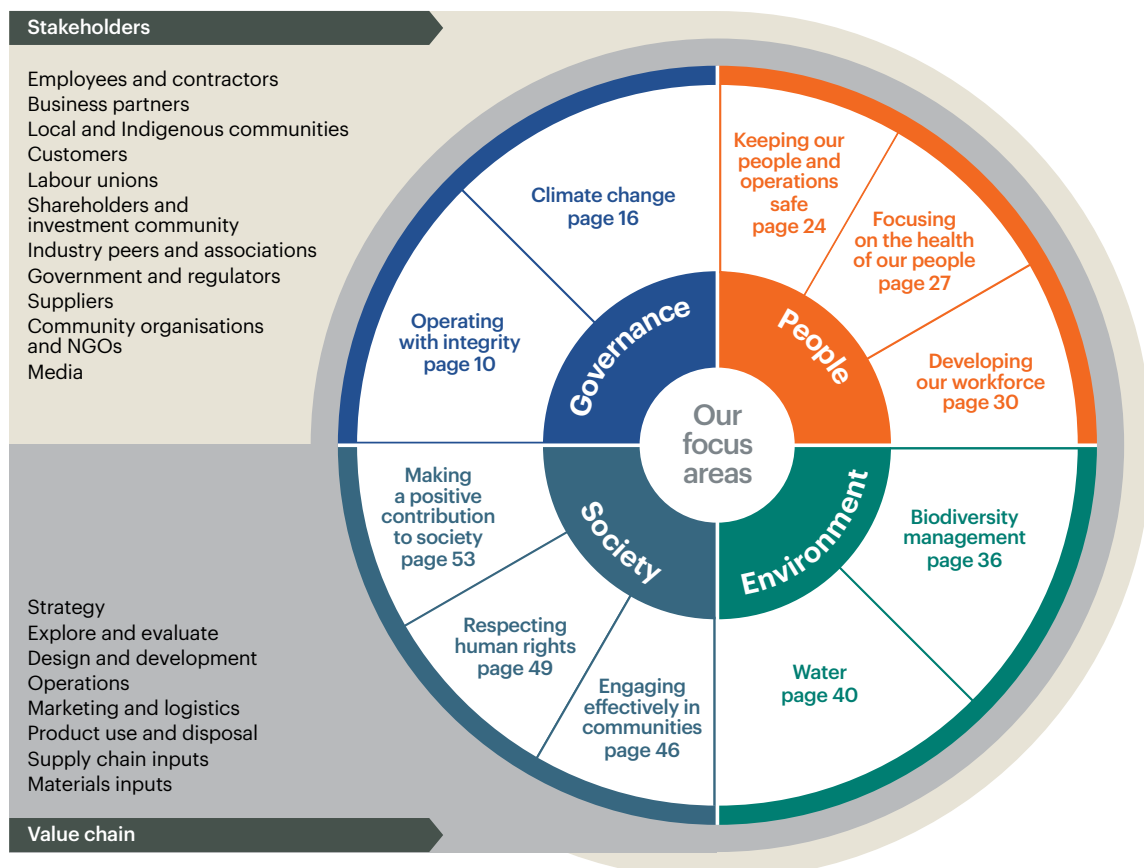 Stakeholders
Employees and contractors
Business partners
Local and Indigenous communities
Customers
Labour unions
Shareholders and
investment community
Industry peers and associations
Government and regulators
Suppliers
Community organisations
and NGOs
Media
Strategy
Explore and evaluate
Design and development
Operations
Marketing and logistics
Product use and disposal
Supply chain inputs
Materials inputs
Value chain
Our
focus
areas
Governance
Operating
with integrity
page 10
Climate change
page 16
People
Keeping our
people and
operations
safe
page 24
Focusing
on the health
of our people
page 27
Developing
our workforce
page 30
Environment
Biodiversity
management
page 36
Water
page 40
Society
Engaging
effectively in
communities
page 46
Respecting
human rights
page 49
Making
a positive
contribution
to society
page 53